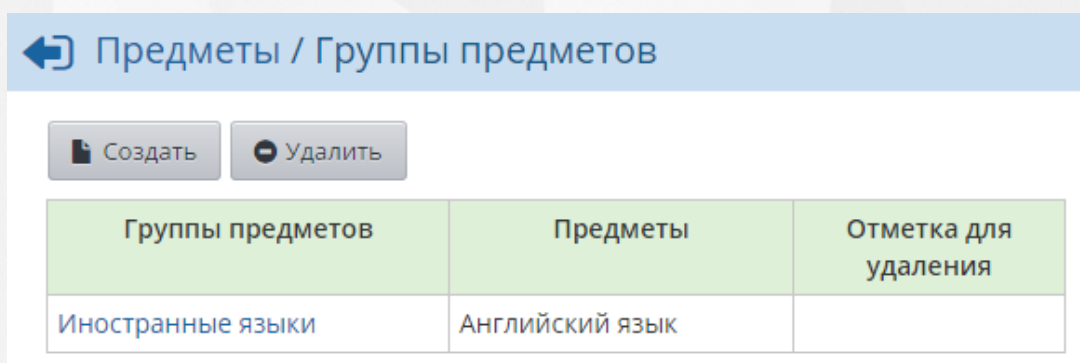 Предметы / Группы предметов
Создать
Удалить
Группы предметов
Предметы
Отметка для
удаления
Иностранные языки
Английский язык